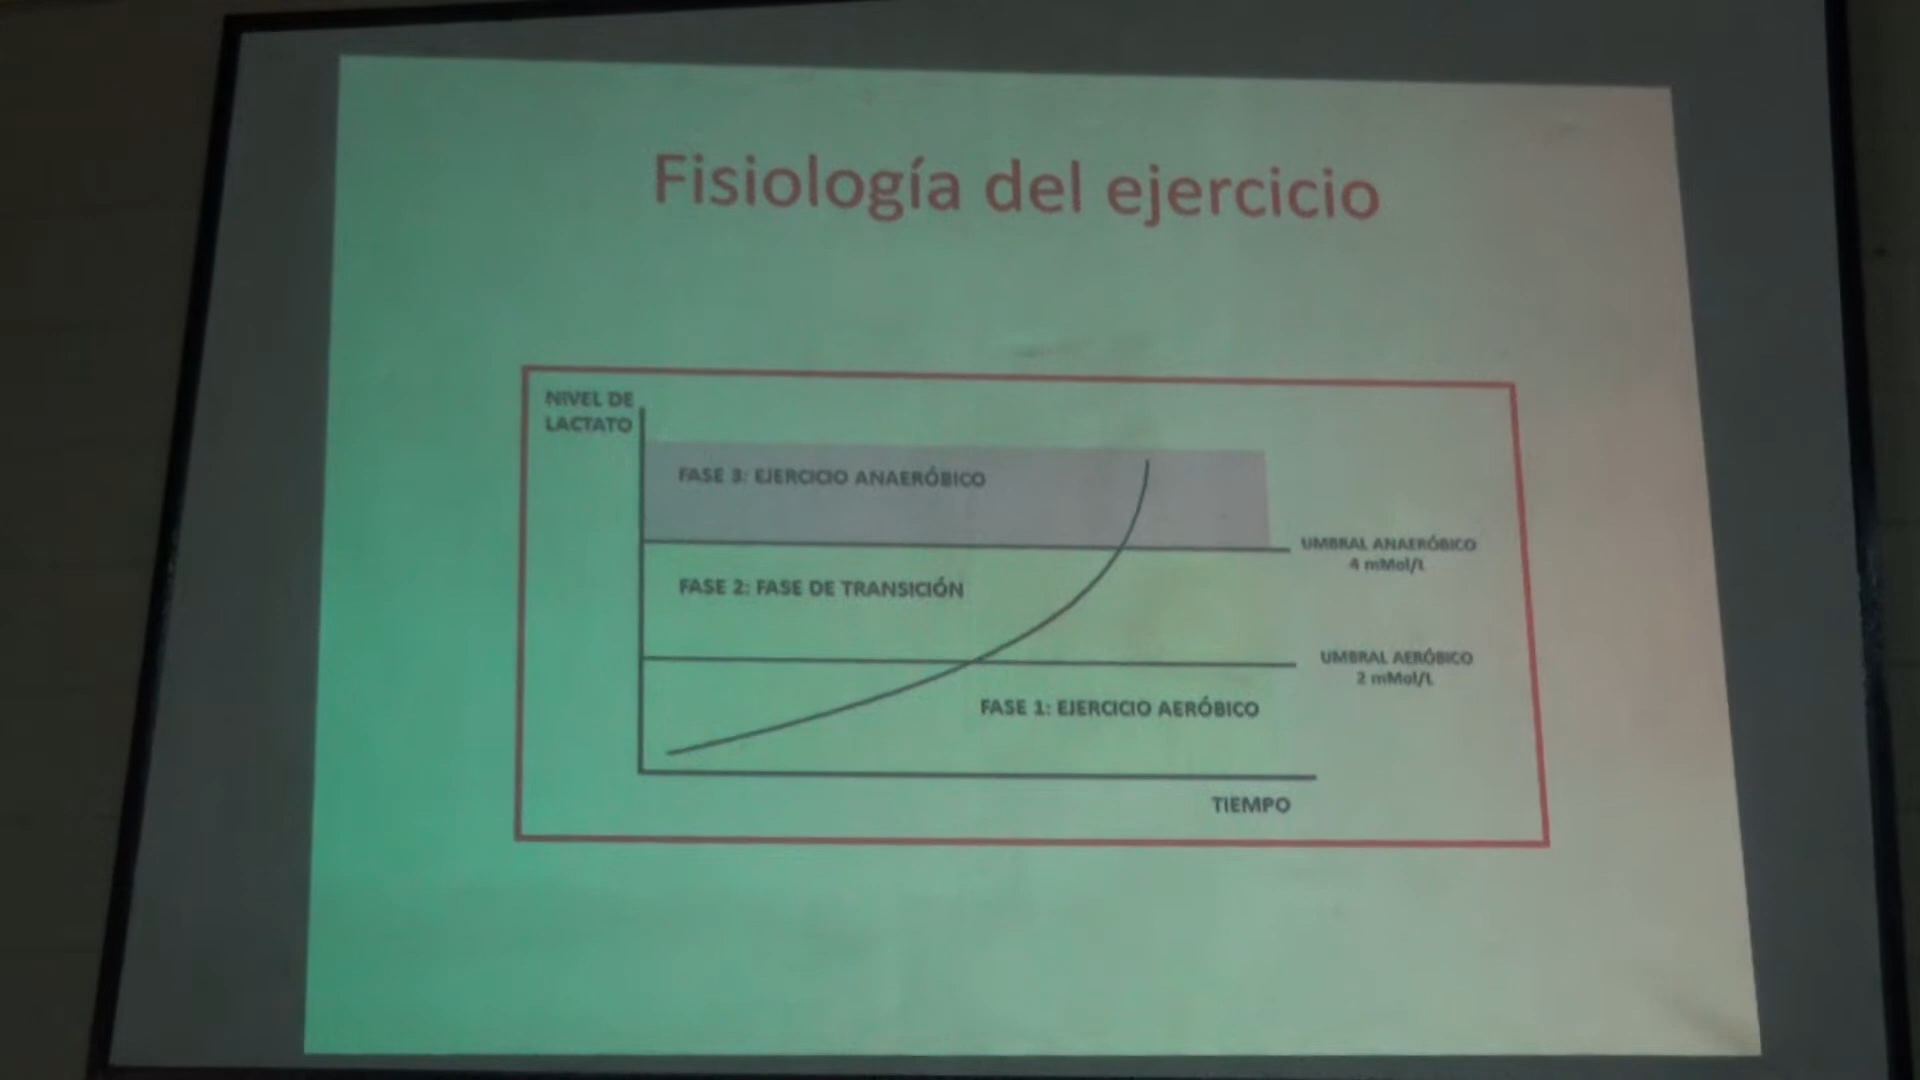 Fisiología del ejercicio
NIVEL DE
LACTATO
FASE 3: EJERCICIO ANAERÓBICO
UMBRAL ANAERÓBICO
4 mMol/L
FASE 2: FASE DE TRANSICIÓN
UMBRAL AERÓBICO
2 mMol/L
FASE 1: EJERCICIO AERÓBICO
TIEMPO